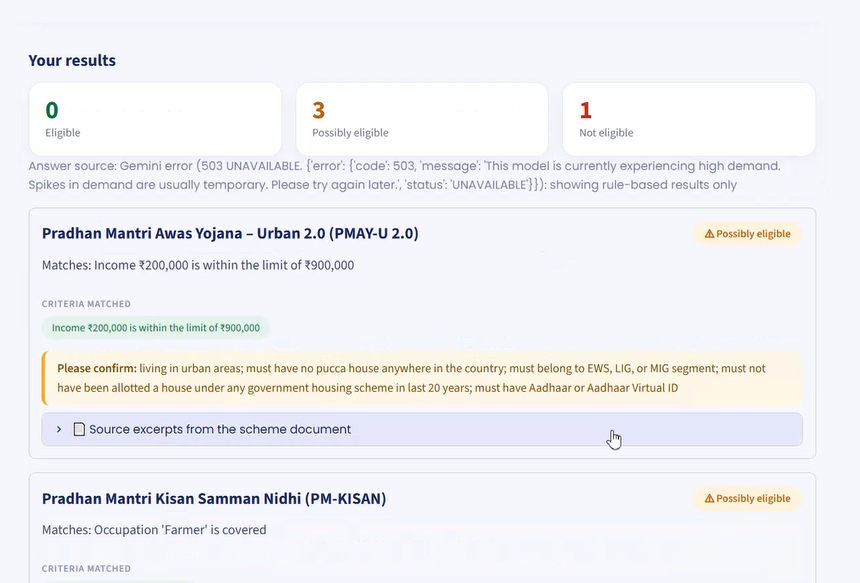 Your results
0
Eligible
3
Possibly eligible
1
Not eligible
Answer source: Gemini error (503 UNAVAILABLE. {'error': {'code': 503, 'message': 'This model is currently experiencing high demand.
Spikes in demand are usually temporary. Please try again later.', 'status': 'UNAVAILABLE'}}): showing rule-based results only
Pradhan Mantri Awas Yojana – Urban 2.0 (PMAY-U 2.0)
⚠ Possibly eligible
Matches: Income ₹200,000 is within the limit of ₹900,000
CRITERIA MATCHED
Income ₹200,000 is within the limit of ₹900,000
Please confirm: living in urban areas; must have no pucca house anywhere in the country; must belong to EWS, LIG, or MIG segment; must not
have been allotted a house under any government housing scheme in last 20 years; must have Aadhaar or Aadhaar Virtual ID
Source excerpts from the scheme document
Pradhan Mantri Kisan Samman Nidhi (PM-KISAN)
⚠ Possibly eligible
Matches: Occupation 'Farmer' is covered
CRITERIA MATCHED